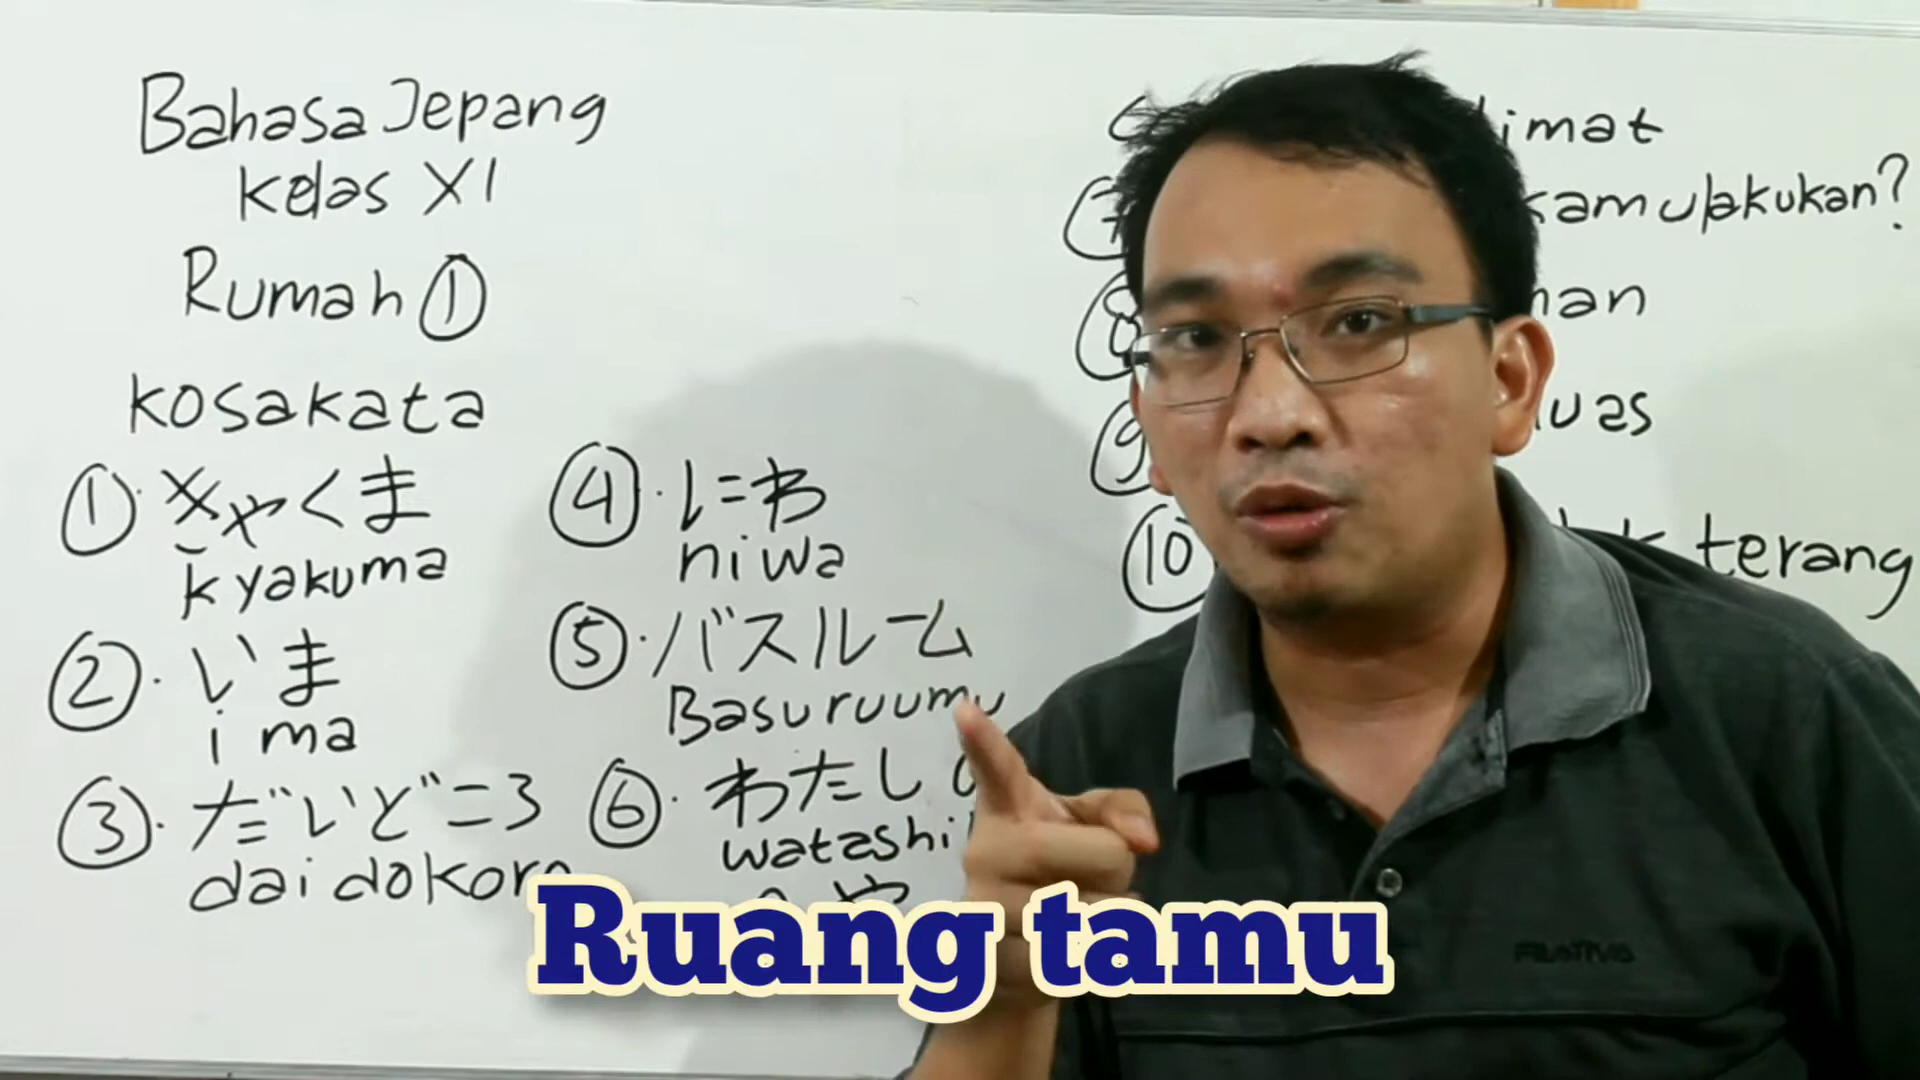 Bahasa Jepang
Kelas XI
Rumah ①
kosakata
① きゃくま
kyakuma
② いま
ima
③ だいどころ
daidokoro
④ にわ
niwa
⑤ バスルーム
Basuruumu
⑥ わたし
watashi
kamu lakukan?
⑩ terang
Ruang tamu